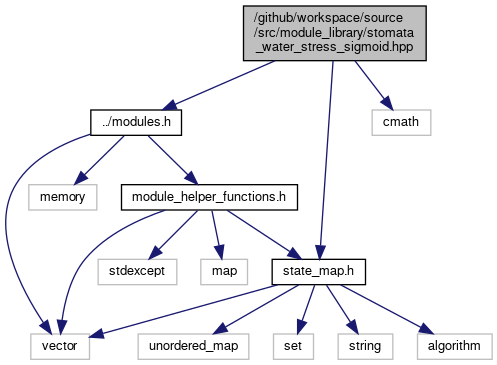 /github/workspace/source
/src/module_library/stomata
_water_stress_sigmoid.hpp
../modules.h
cmath
memory
module_helper_functions.h
stdexcept
map
state_map.h
vector
unordered_map
set
string
algorithm